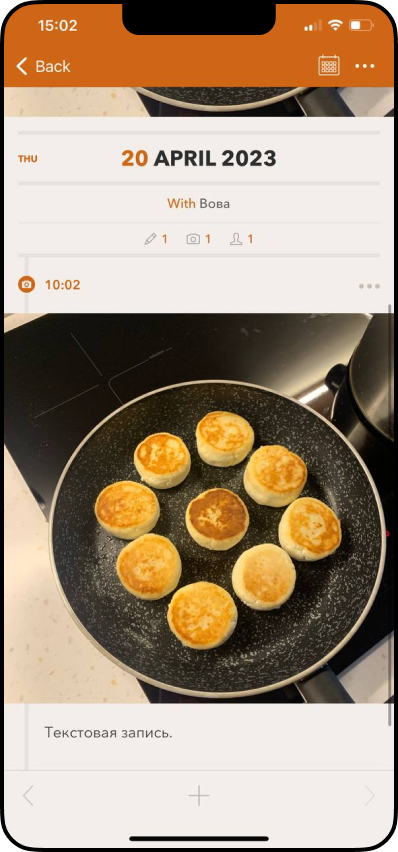 15:02
Back
THU
20 APRIL 2023
With Вова
1 1 1
10:02
Текстовая запись.